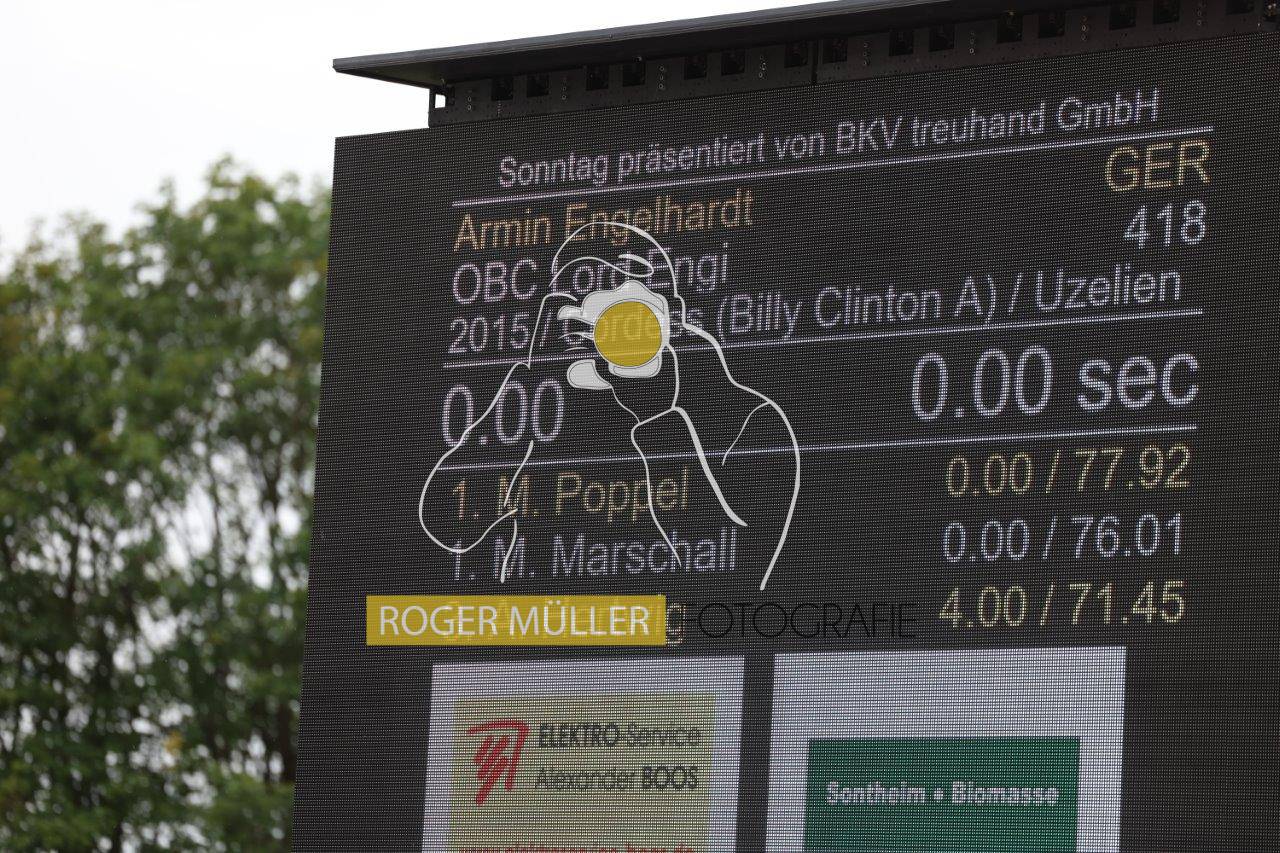 Sonntag präsentiert von BKV treuhand GmbH
Armin Engelhardt GER
OBC Engi 418
2015 / (Billy Clinton A) / Uzelien
0.00 0.00 sec
1. M. Poppel 0.00 / 77.92
1. M. Marschall 0.00 / 76.01
4.00 / 71.45
ROGER MÜLLER FOTOGRAFIE
ELEKTRO Service
Alexander BOOS
Sontheim • Biomasse